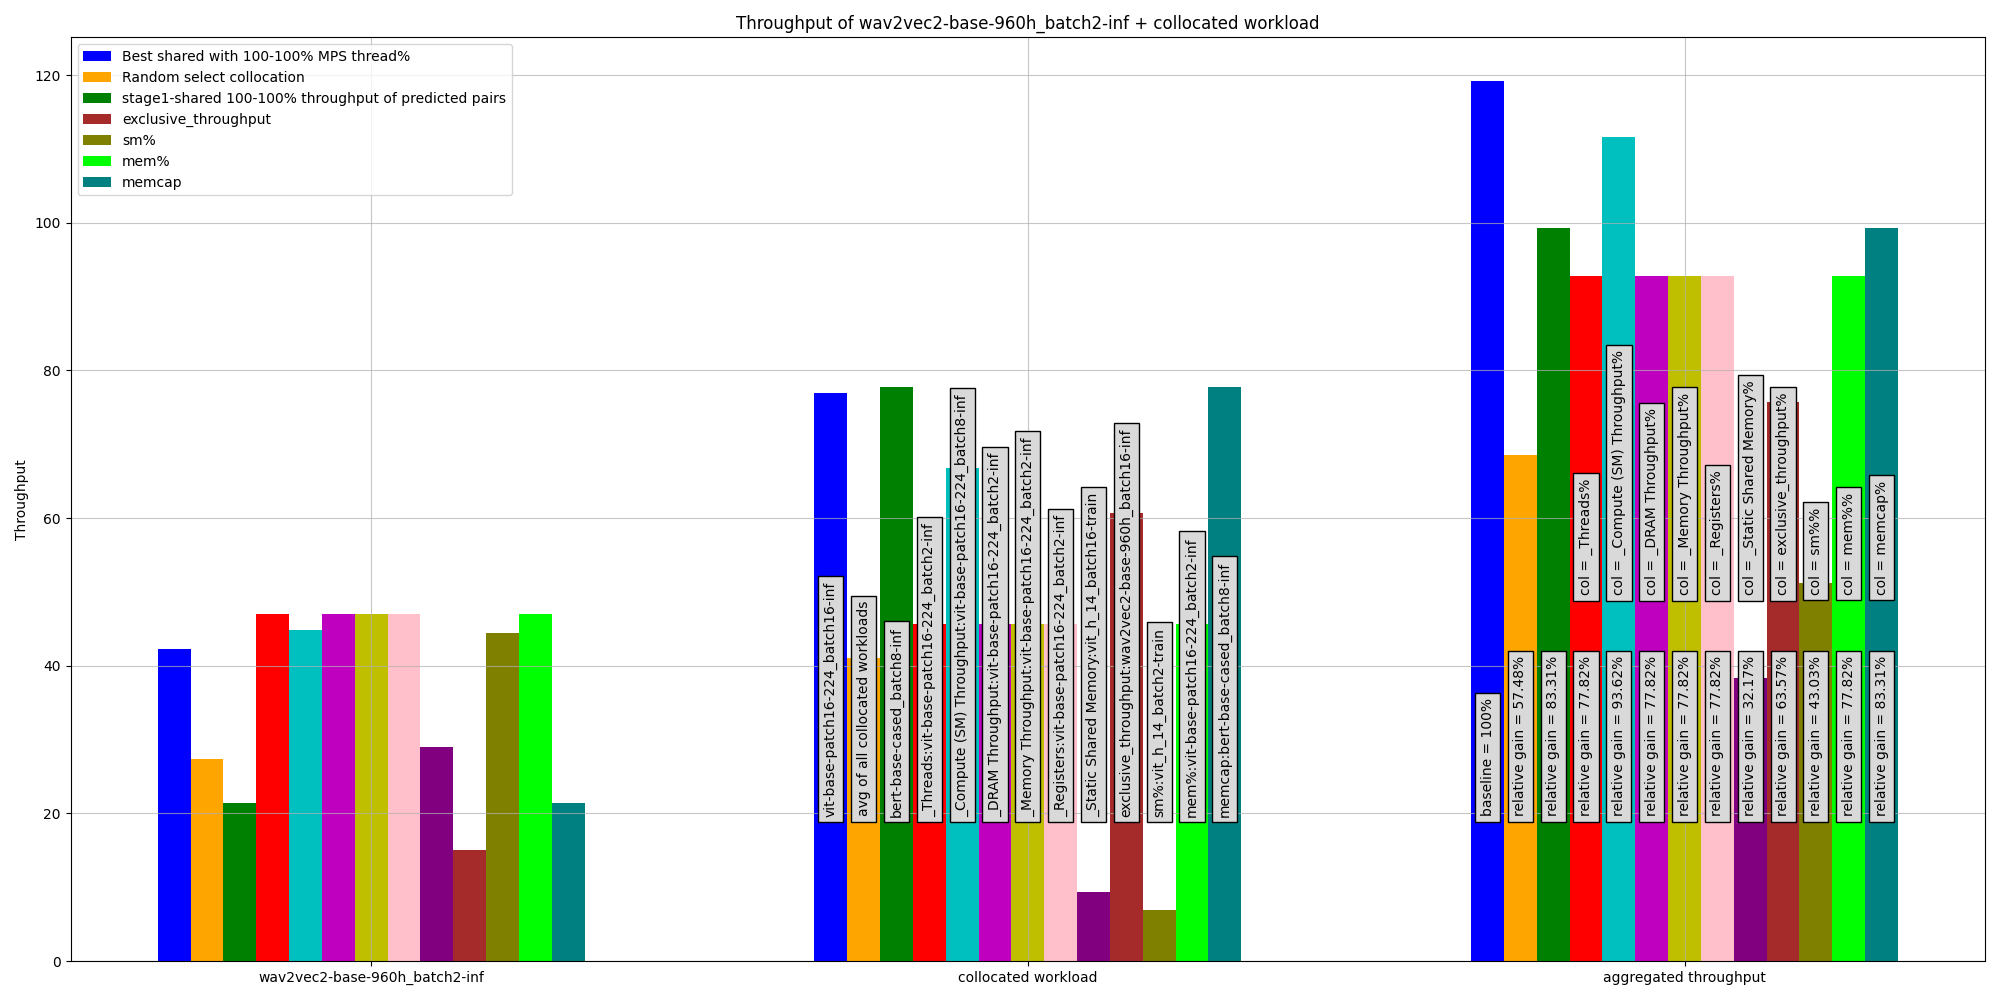 Throughput of wav2vec2-base-960h_batch2-inf + collocated workload
Best shared with 100-100% MPS thread%
Random select collocation
stage1-shared 100-100% throughput of predicted pairs
exclusive_throughput
sm%
mem%
memcap
Throughput
120
100
80
60
40
20
0
vit-base-patch16-224_batch16-inf
avg of all collocated workloads
bert-base-cased_batch8-inf
_Threads:vit-base-patch16-224_batch2-inf
_Compute (SM) Throughput:vit-base-patch16-224_batch8-inf
_DRAM Throughput:vit-base-patch16-224_batch2-inf
_Memory Throughput:vit-base-patch16-224_batch2-inf
_Registers:vit-base-patch16-224_batch2-inf
_Static Shared Memory:vit_h_14_batch16-train
exclusive_throughput:wav2vec2-base-960h_batch16-inf
sm%:vit_h_14_batch2-train
mem%:vit-base-patch16-224_batch2-inf
memcap:bert-base-cased_batch8-inf
col = _Threads%
col = _Compute (SM) Throughput%
col = _DRAM Throughput%
col = _Memory Throughput%
col = _Registers%
col = _Static Shared Memory%
col = exclusive_throughput%
col = sm%%
col = mem%%
col = memcap%
baseline = 100%
relative gain = 57.48%
relative gain = 83.31%
relative gain = 77.82%
relative gain = 93.62%
relative gain = 77.82%
relative gain = 77.82%
relative gain = 77.82%
relative gain = 32.17%
relative gain = 63.57%
relative gain = 43.03%
relative gain = 77.82%
relative gain = 83.31%
wav2vec2-base-960h_batch2-inf
collocated workload
aggregated throughput